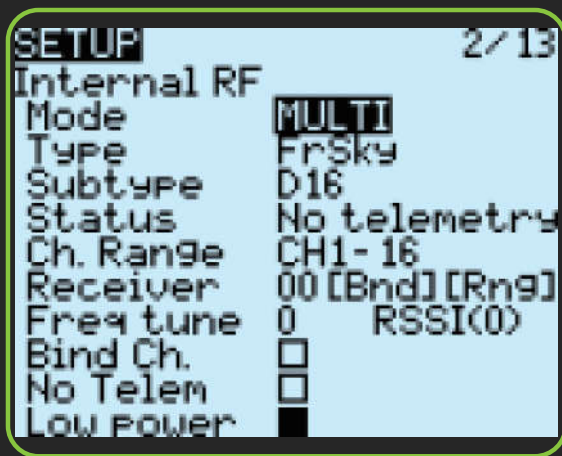 SETUP 2/13
Internal RF
Mode MULTI
Type FrSky
Subtype D16
Status No telemetry
Ch. Range CH1-16
Receiver 00 [Bnd] [Rng]
Freq tune 0 RSSI(0)
Bind Ch. 
No Telem
Low power